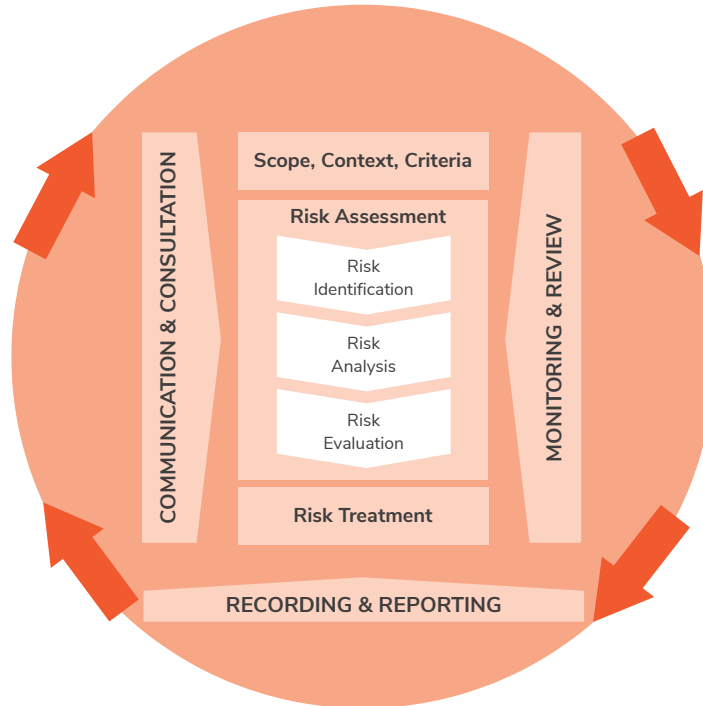 COMMUNICATION & CONSULTATION
Scope, Context, Criteria
Risk Assessment
Risk
Identification
Risk
Analysis
Risk
Evaluation
Risk Treatment
MONITORING & REVIEW
RECORDING & REPORTING